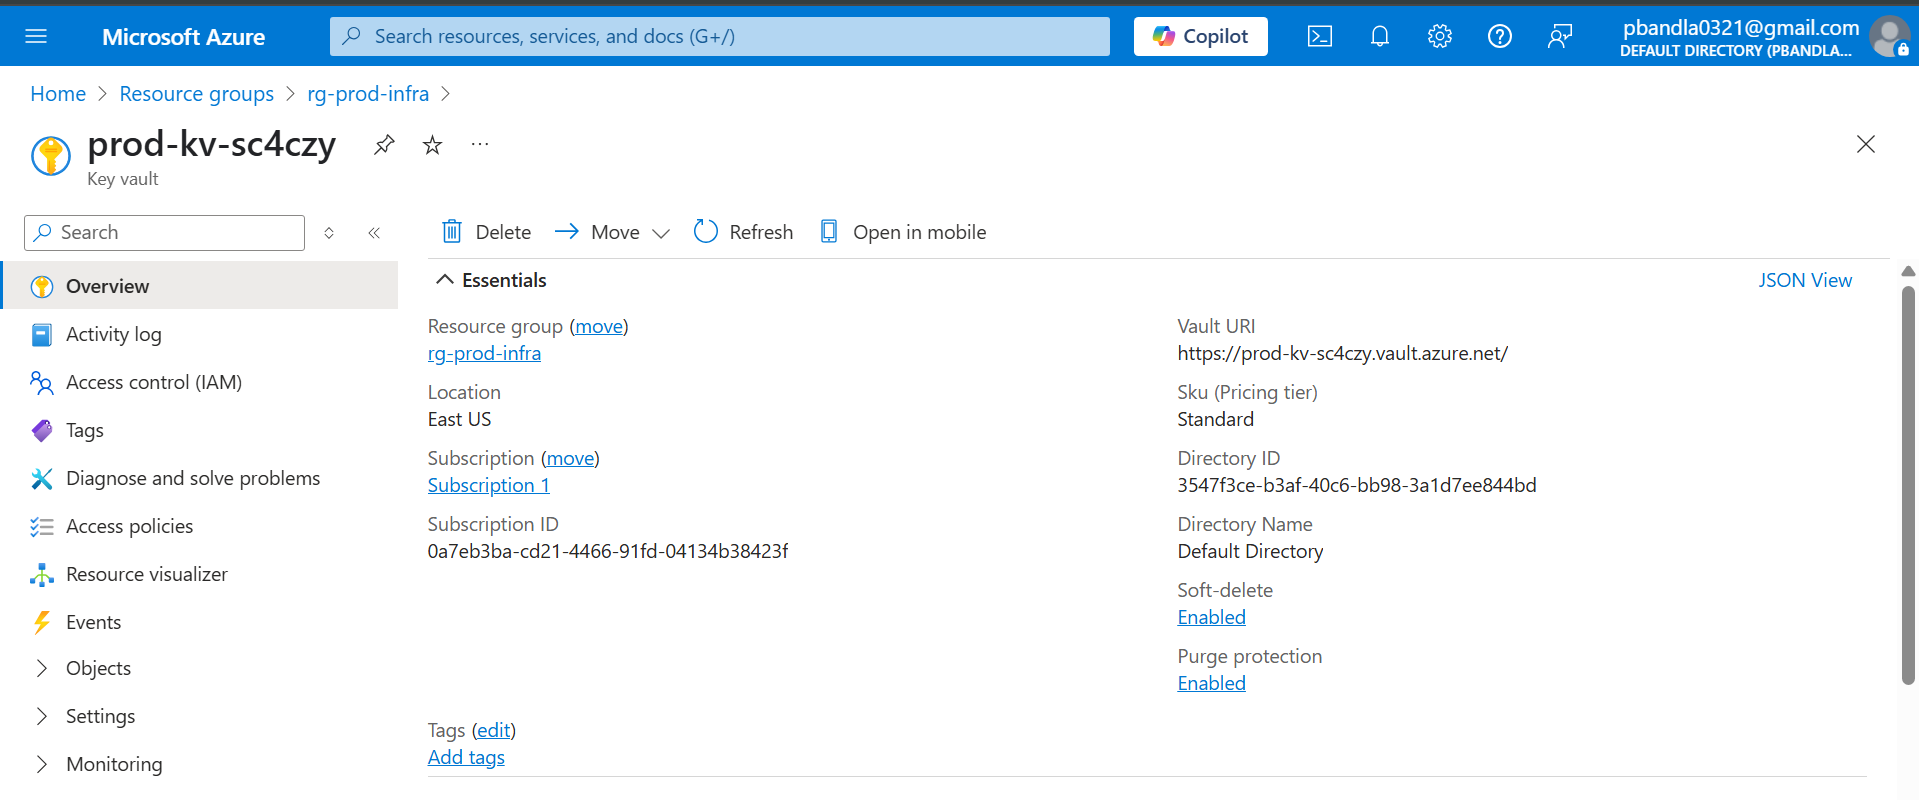 Microsoft Azure
Search resources, services, and docs (G+/)
Copilot
pbandla0321@gmail.com
DEFAULT DIRECTORY (PBANDLA...
Home > Resource groups > rg-prod-infra >
prod-kv-sc4czy
Key vault
Search
Delete
Move
Refresh
Open in mobile
Overview
Activity log
Access control (IAM)
Tags
Diagnose and solve problems
Access policies
Resource visualizer
Events
Objects
Settings
Monitoring
Essentials
JSON View
Resource group (move)
rg-prod-infra
Location
East US
Subscription (move)
Subscription 1
Subscription ID
0a7eb3ba-cd21-4466-91fd-04134b38423f
Vault URI
https://prod-kv-sc4czy.vault.azure.net/
Sku (Pricing tier)
Standard
Directory ID
3547f3ce-b3af-40c6-bb98-3a1d7ee844bd
Directory Name
Default Directory
Soft-delete
Enabled
Purge protection
Enabled
Tags (edit)
Add tags